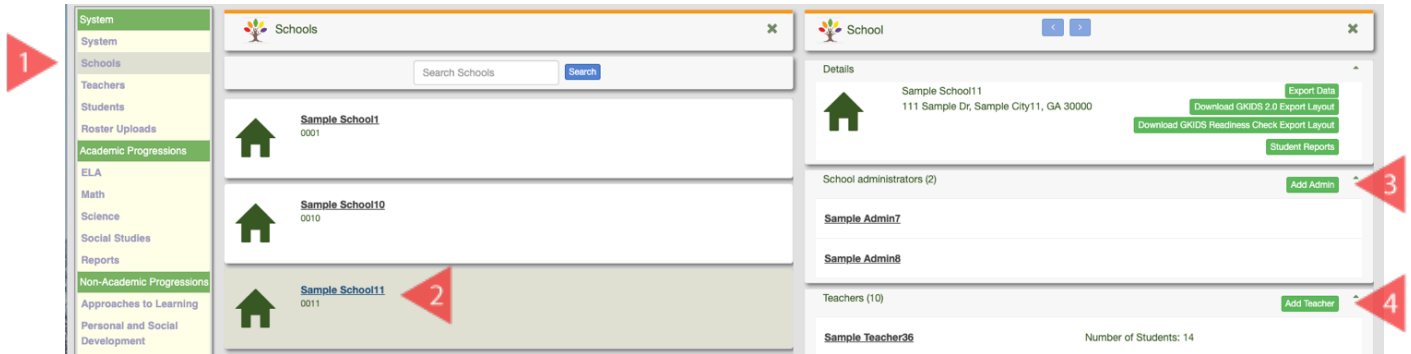 1
System
System
Schools
Teachers
Students
Roster Uploads
Academic Progressions
ELA
Math
Science
Social Studies
Reports
Non-Academic Progressions
Approaches to Learning
Personal and Social
Development
Schools
Search Schools Search
Sample School1
0001
Sample School10
0010
Sample School11
0011
2
School < >
Details
Sample School11
111 Sample Dr, Sample City11, GA 30000
Export Data
Download GKIDS 2.0 Export Layout
Download GKIDS Readiness Check Export Layout
Student Reports
School administrators (2) Add Admin
3
Sample Admin7
Sample Admin8
Teachers (10) Add Teacher
4
Sample Teacher36 Number of Students: 14